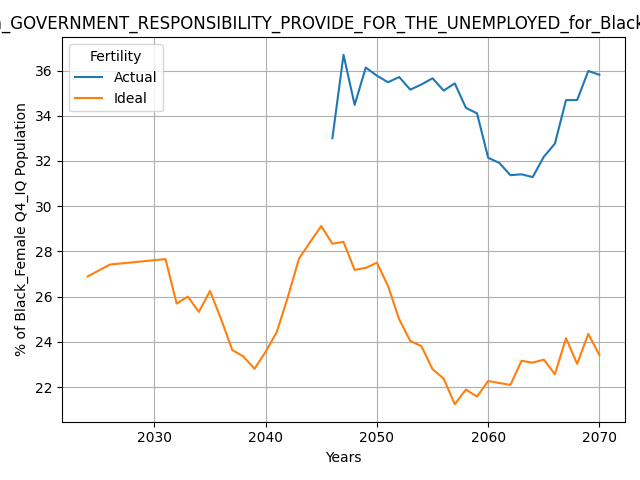 GOVERNMENT_RESPONSIBILITY_PROVIDE_FOR_THE_UNEMPLOYED_for_Black
Fertility
Actual
Ideal
% of Black_Female Q4_IQ Population
36
34
32
30
28
26
24
22
2030 2040 2050 2060 2070
Years